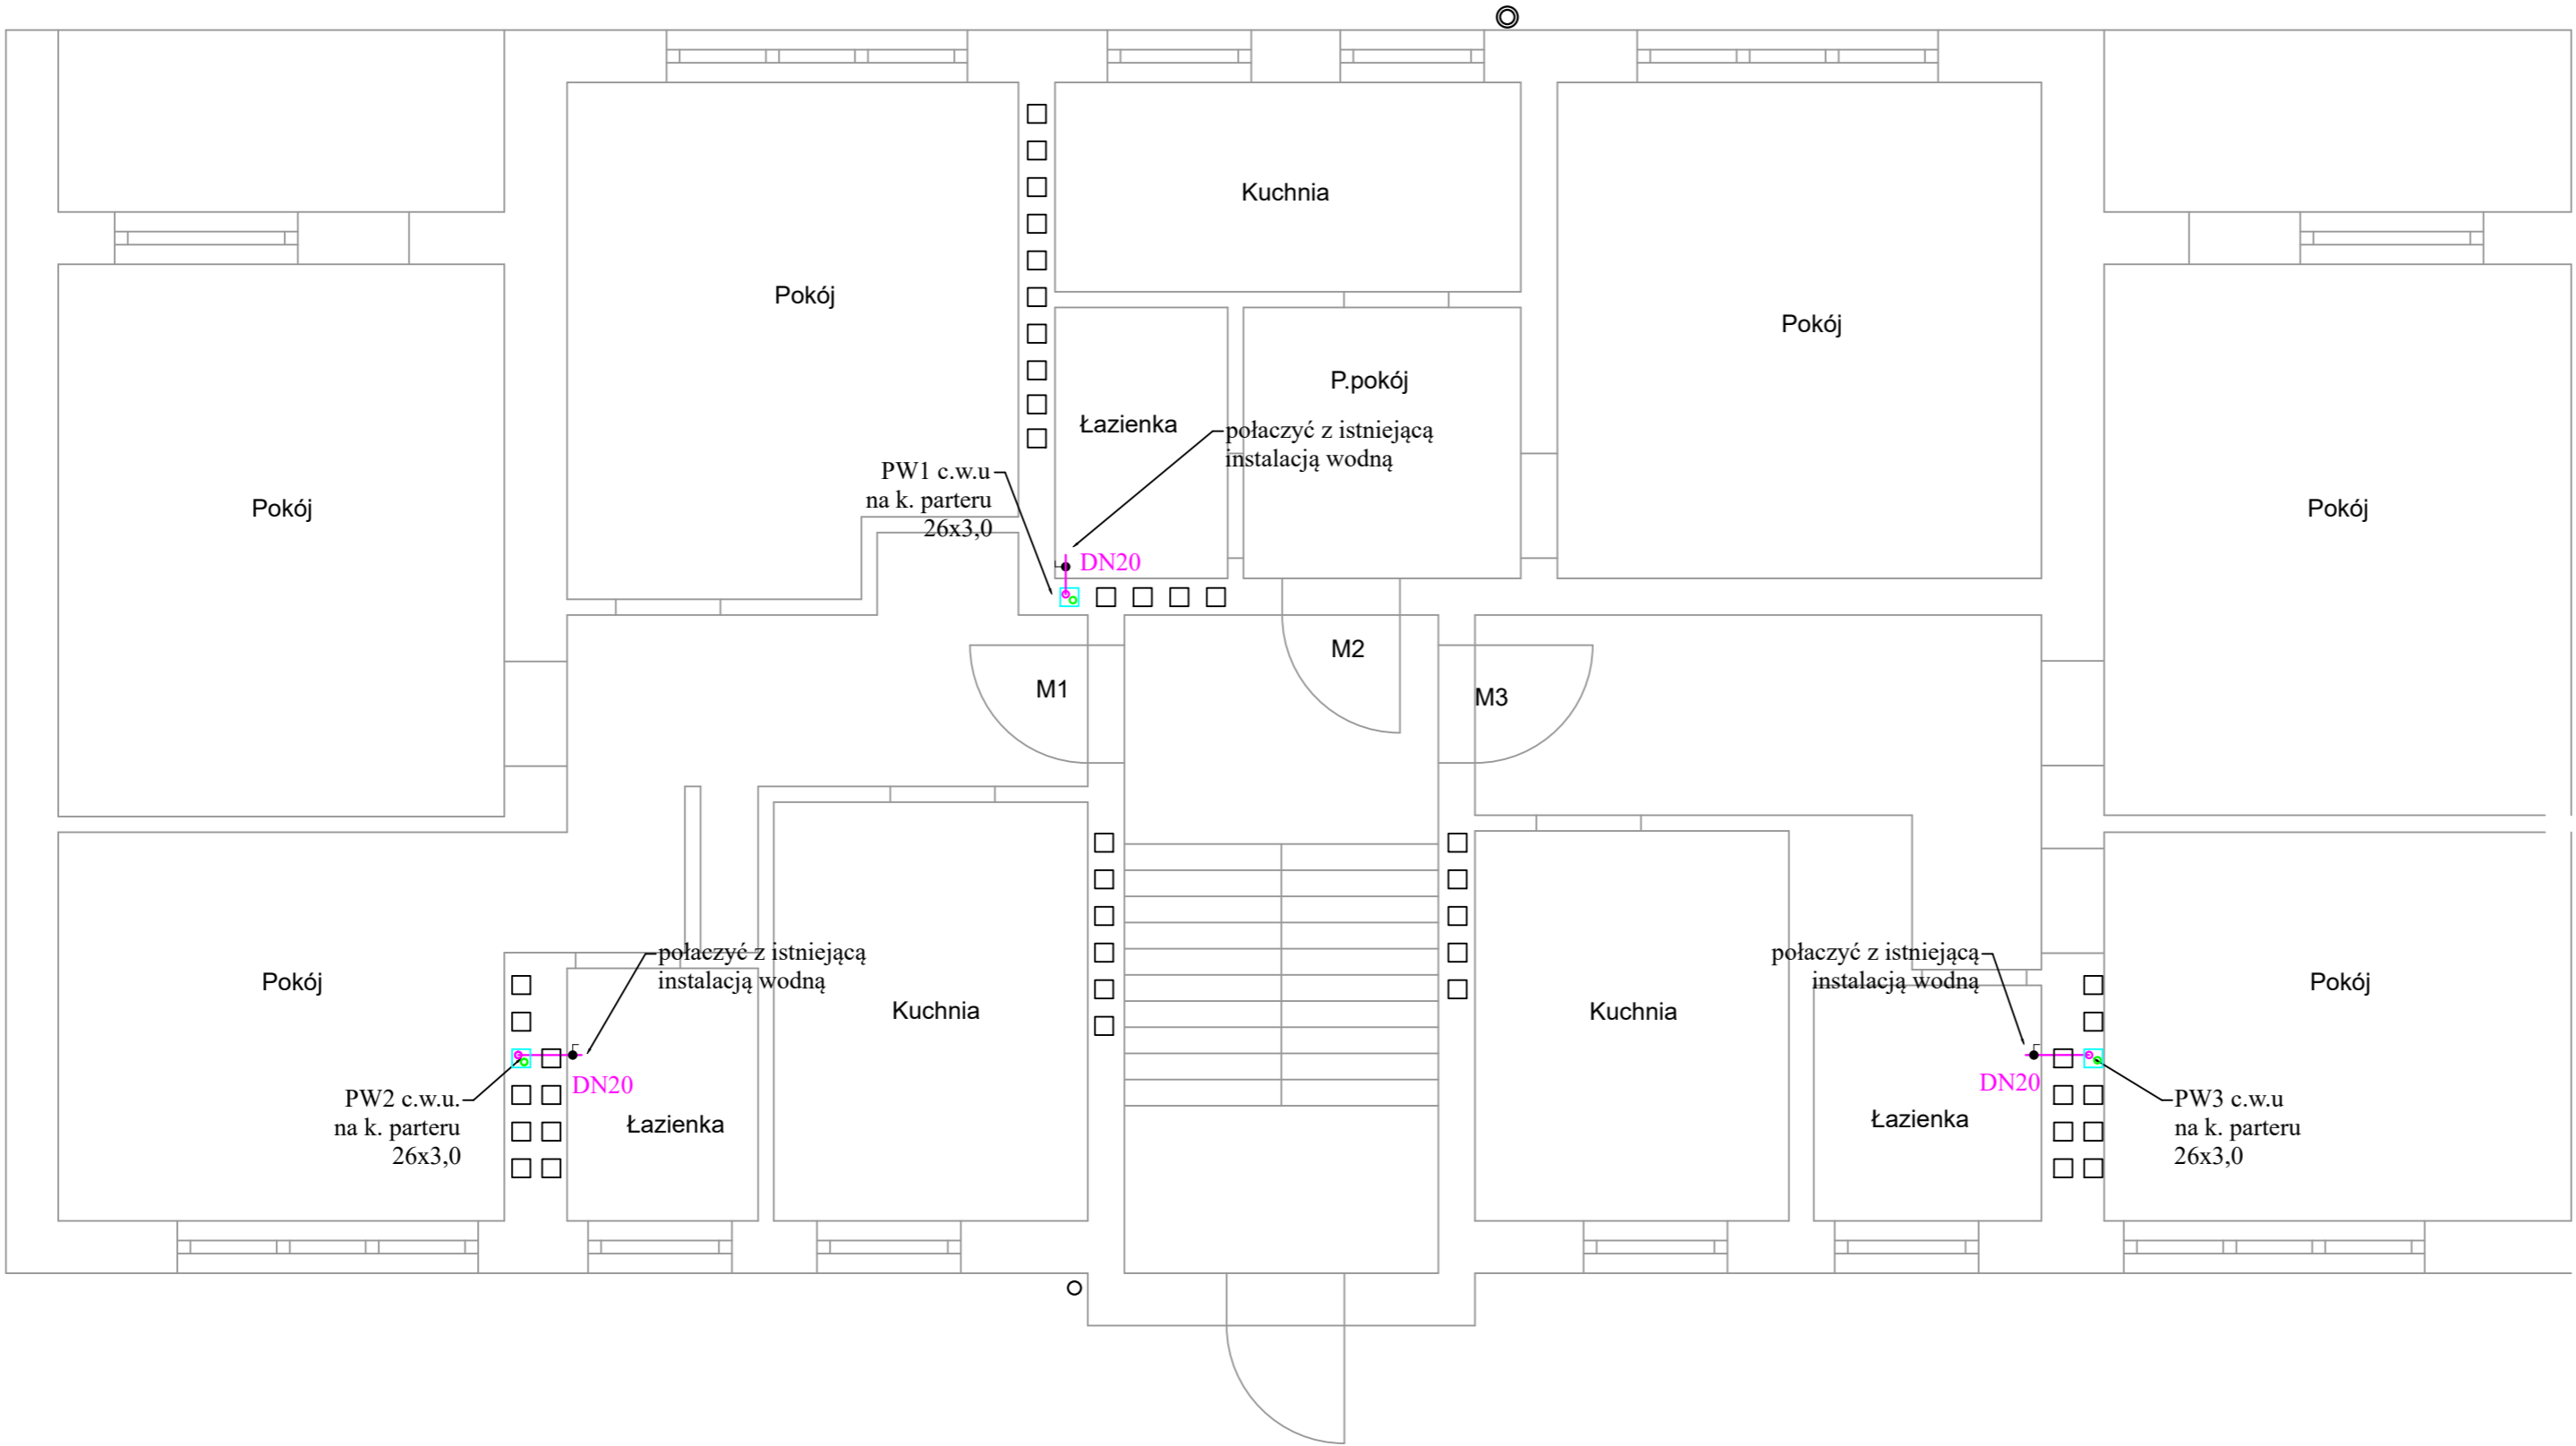 Kuchnia
Pokój
Pokój
P.pokój
Łazienka
połaczyć z istniejącą
instalacją wodną
PW1 c.w.u
na k. parteru
26x3,0
Pokój
Pokój
DN20
M2
M1
M3
połaczyć z istniejącą
instalacją wodną
połaczyć z istniejącą
instalacją wodną
Pokój
Kuchnia
Kuchnia
Pokój
DN20
DN20
PW2 c.w.u.
na k. parteru
26x3,0
Łazienka
Łazienka
PW3 c.w.u
na k. parteru
26x3,0